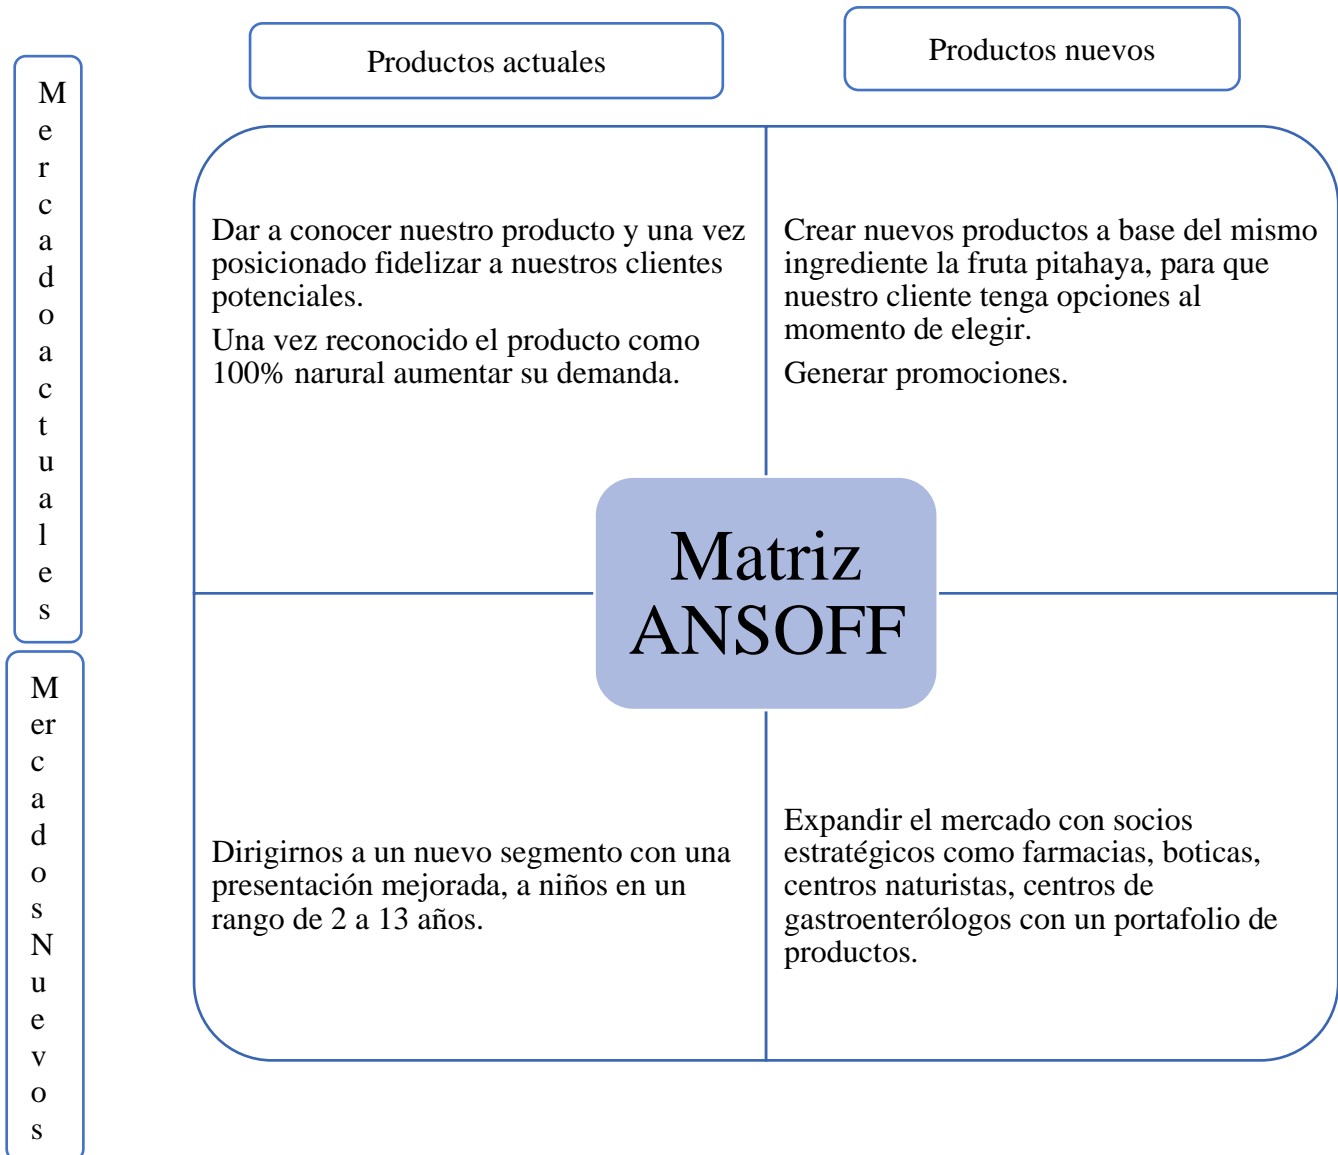 Productos actuales
Productos nuevos
M
e
r
c
a
d
o
a
c
t
u
a
l
e
s
Dar a conocer nuestro producto y una vez
posicionado fidelizar a nuestros clientes
potenciales.
Una vez reconocido el producto como
100% narural aumentar su demanda.
Crear nuevos productos a base del mismo
ingrediente la fruta pitahaya, para que
nuestro cliente tenga opciones al
momento de elegir.
Generar promociones.
Matriz
ANSOFF
M
er
c
a
d
o
s
N
u
e
v
o
s
Dirigirnos a un nuevo segmento con una
presentación mejorada, a niños en un
rango de 2 a 13 años.
Expandir el mercado con socios
estratégicos como farmacias, boticas,
centros naturistas, centros de
gastroenterólogos con un portafolio de
productos.